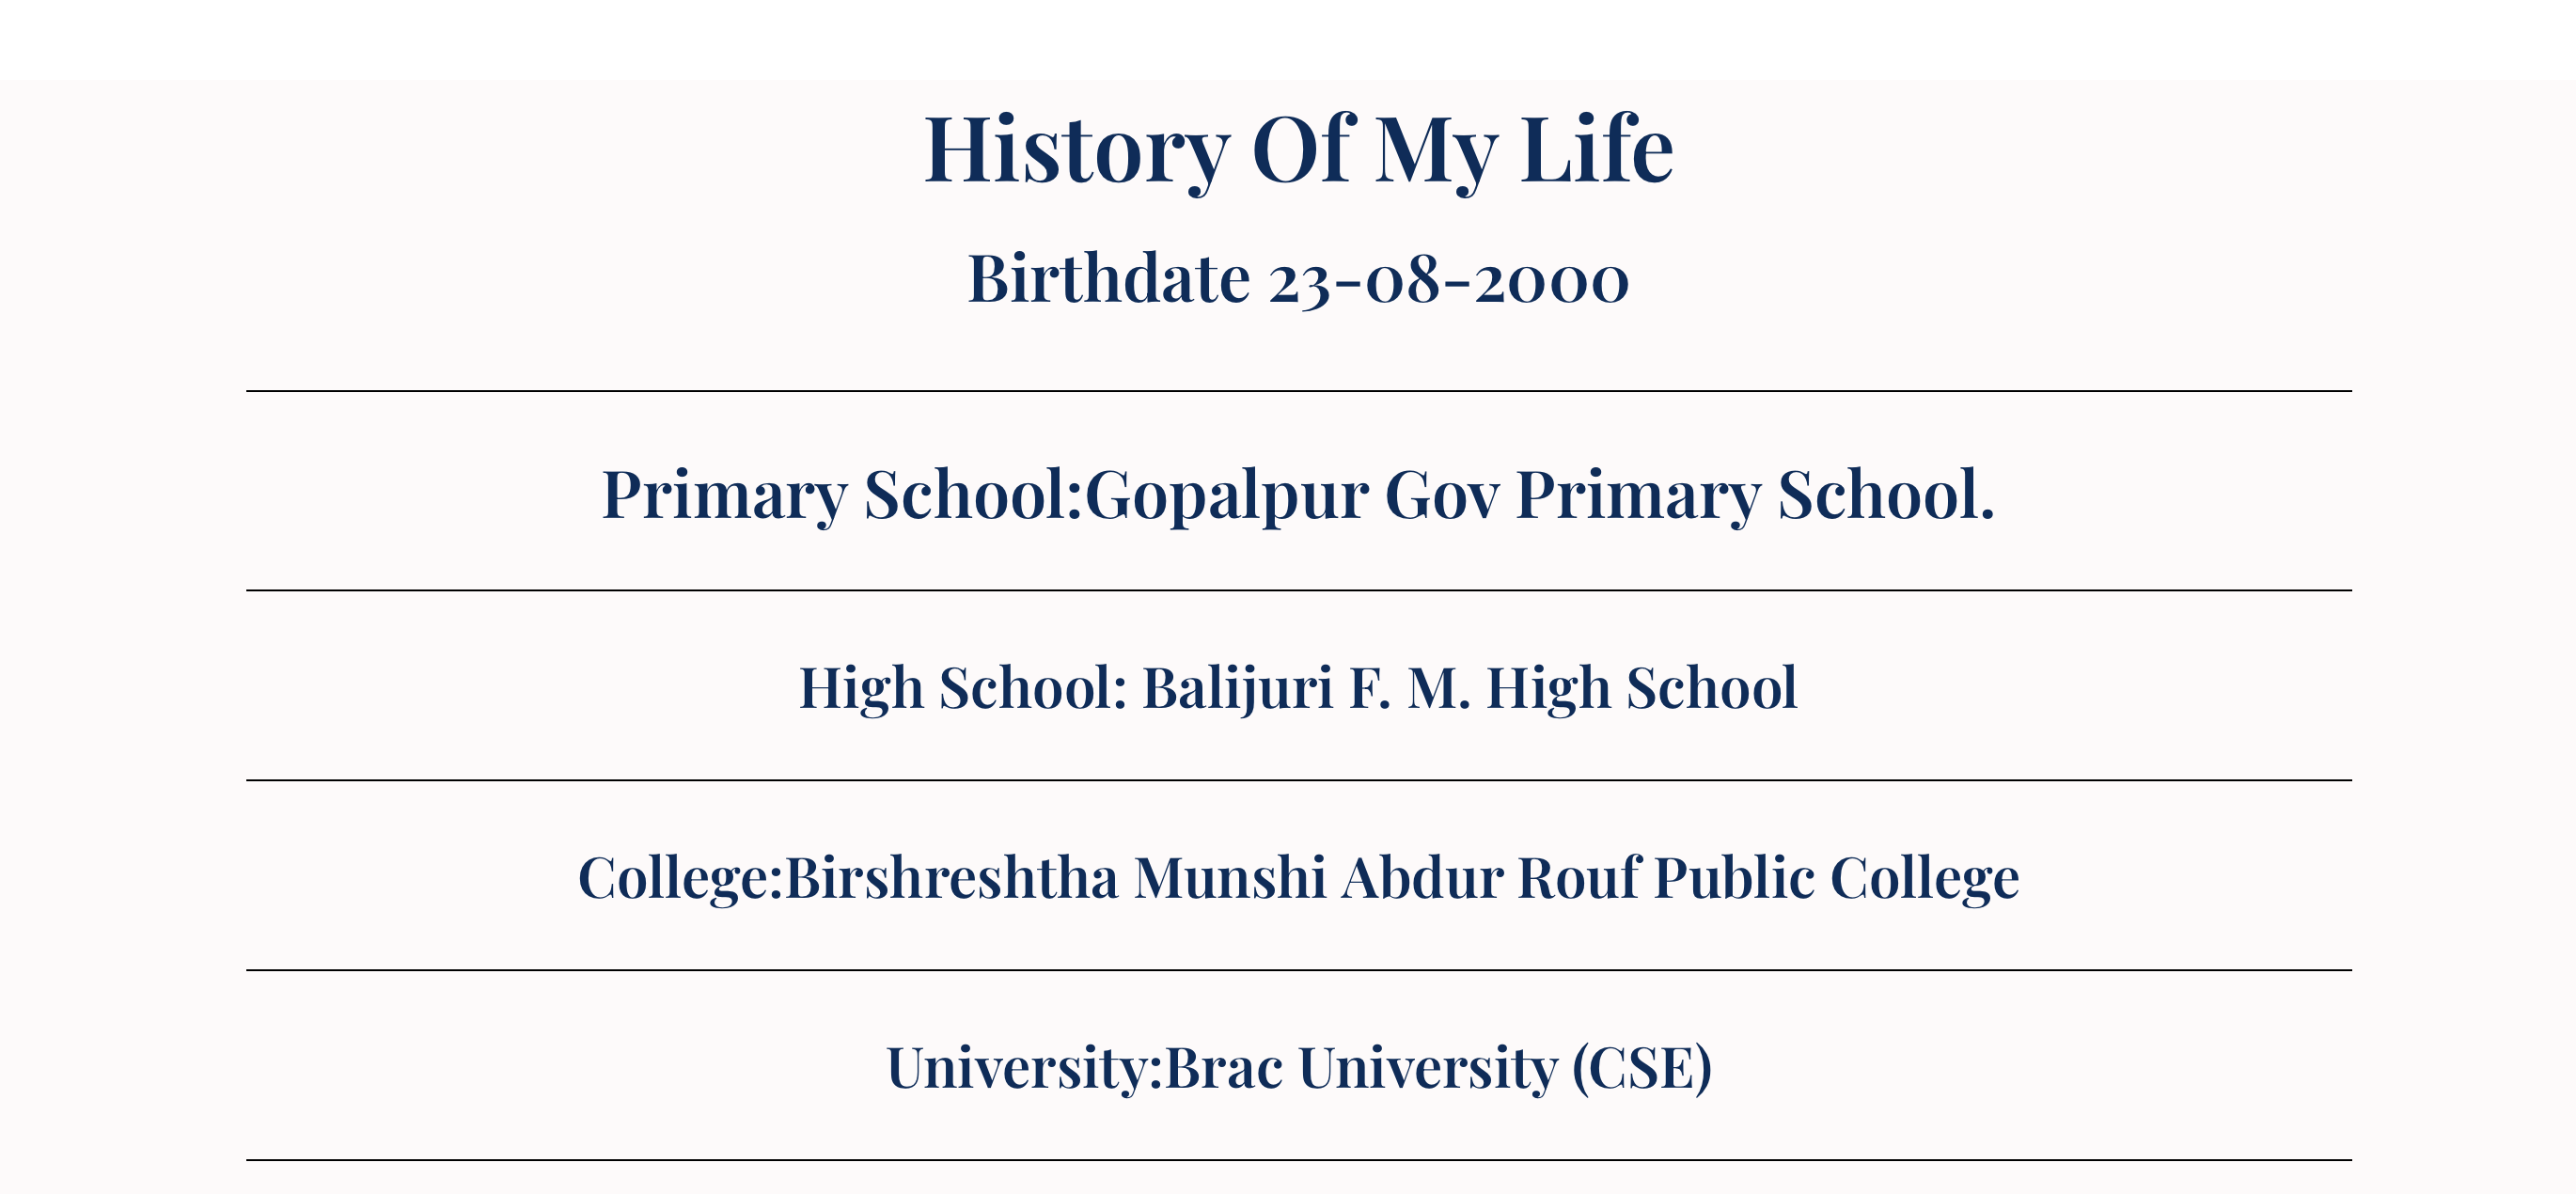 History Of My Life
Birthdate 23-08-2000
Primary School:Gopalpur Gov Primary School.
High School: Balijuri F. M. High School
College:Birshreshtha Munshi Abdur Rouf Public College
University:Brac University (CSE)